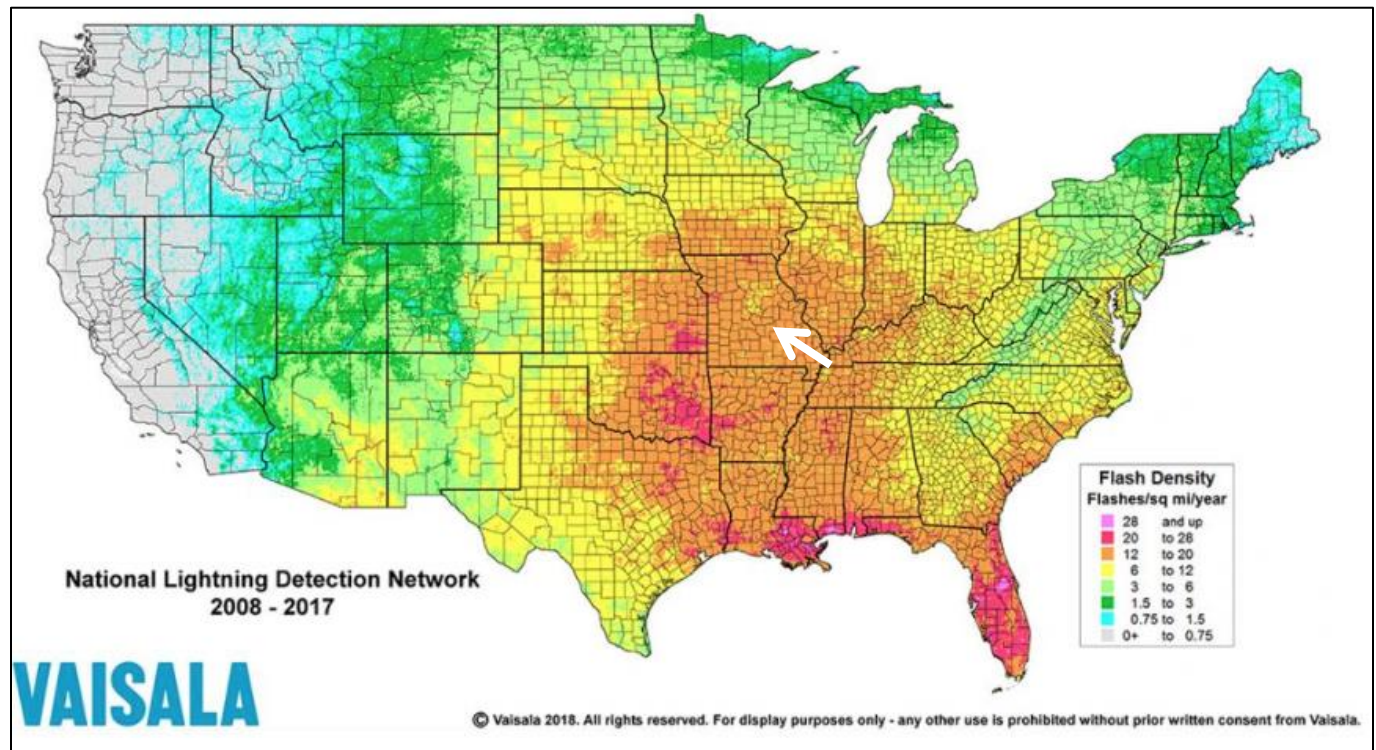 National Lightning Detection Network
2008 - 2017
Flash Density
Flashes/sq mi/year
28 and up
20 to 28
12 to 20
6 to 12
3 to 6
1.5 to 3
0.75 to 1.5
0+ to 0.75
VAISALA
© Vaisala 2018. All rights reserved. For display purposes only - any other use is prohibited without prior written consent from Vaisala.